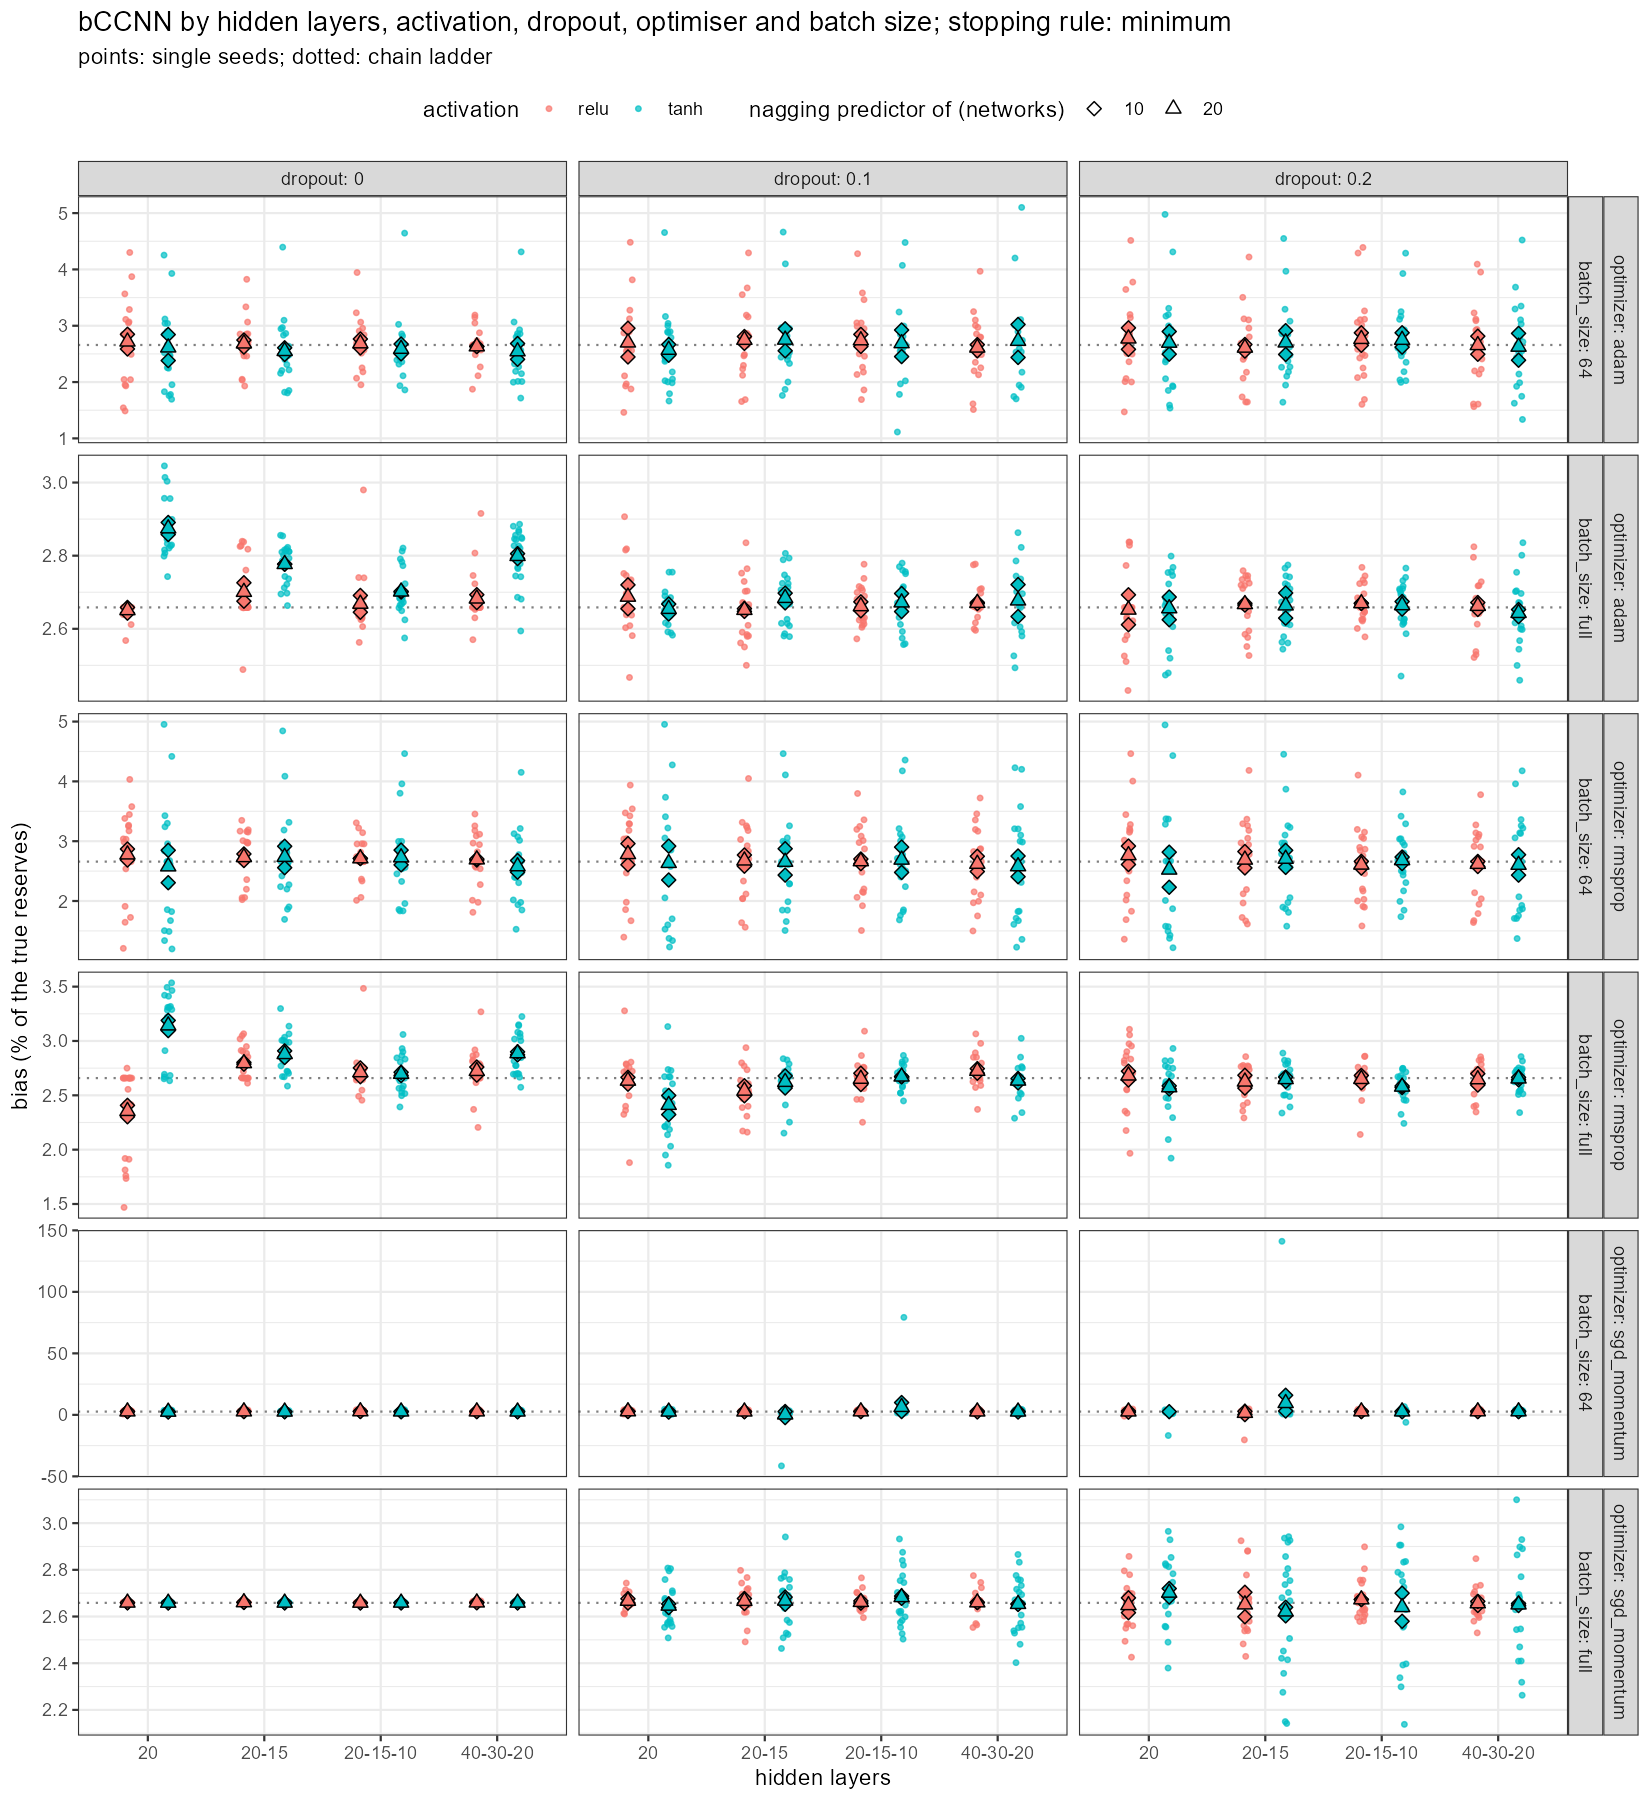 bCCNN by hidden layers, activation, dropout, optimiser and batch size; stopping rule: minimum
points: single seeds; dotted: chain ladder
activation relu tanh nagging predictor of (networks) 10 20
dropout: 0 dropout: 0.1 dropout: 0.2
5
4
3
2
1
batch_size: 64
optimizer: adam
3.0
2.8
2.6
batch_size: full
optimizer: adam
5
4
3
2
batch_size: 64
optimizer: rmsprop
3.5
3.0
2.5
2.0
1.5
batch_size: full
optimizer: rmsprop
150
100
50
0
-50
batch_size: 64
optimizer: sgd_momentum
3.0
2.8
2.6
2.4
2.2
batch_size: full
optimizer: sgd_momentum
bias (% of the true reserves)
20 20-15 20-15-10 40-30-20 20 20-15 20-15-10 40-30-20 20 20-15 20-15-10 40-30-20
hidden layers